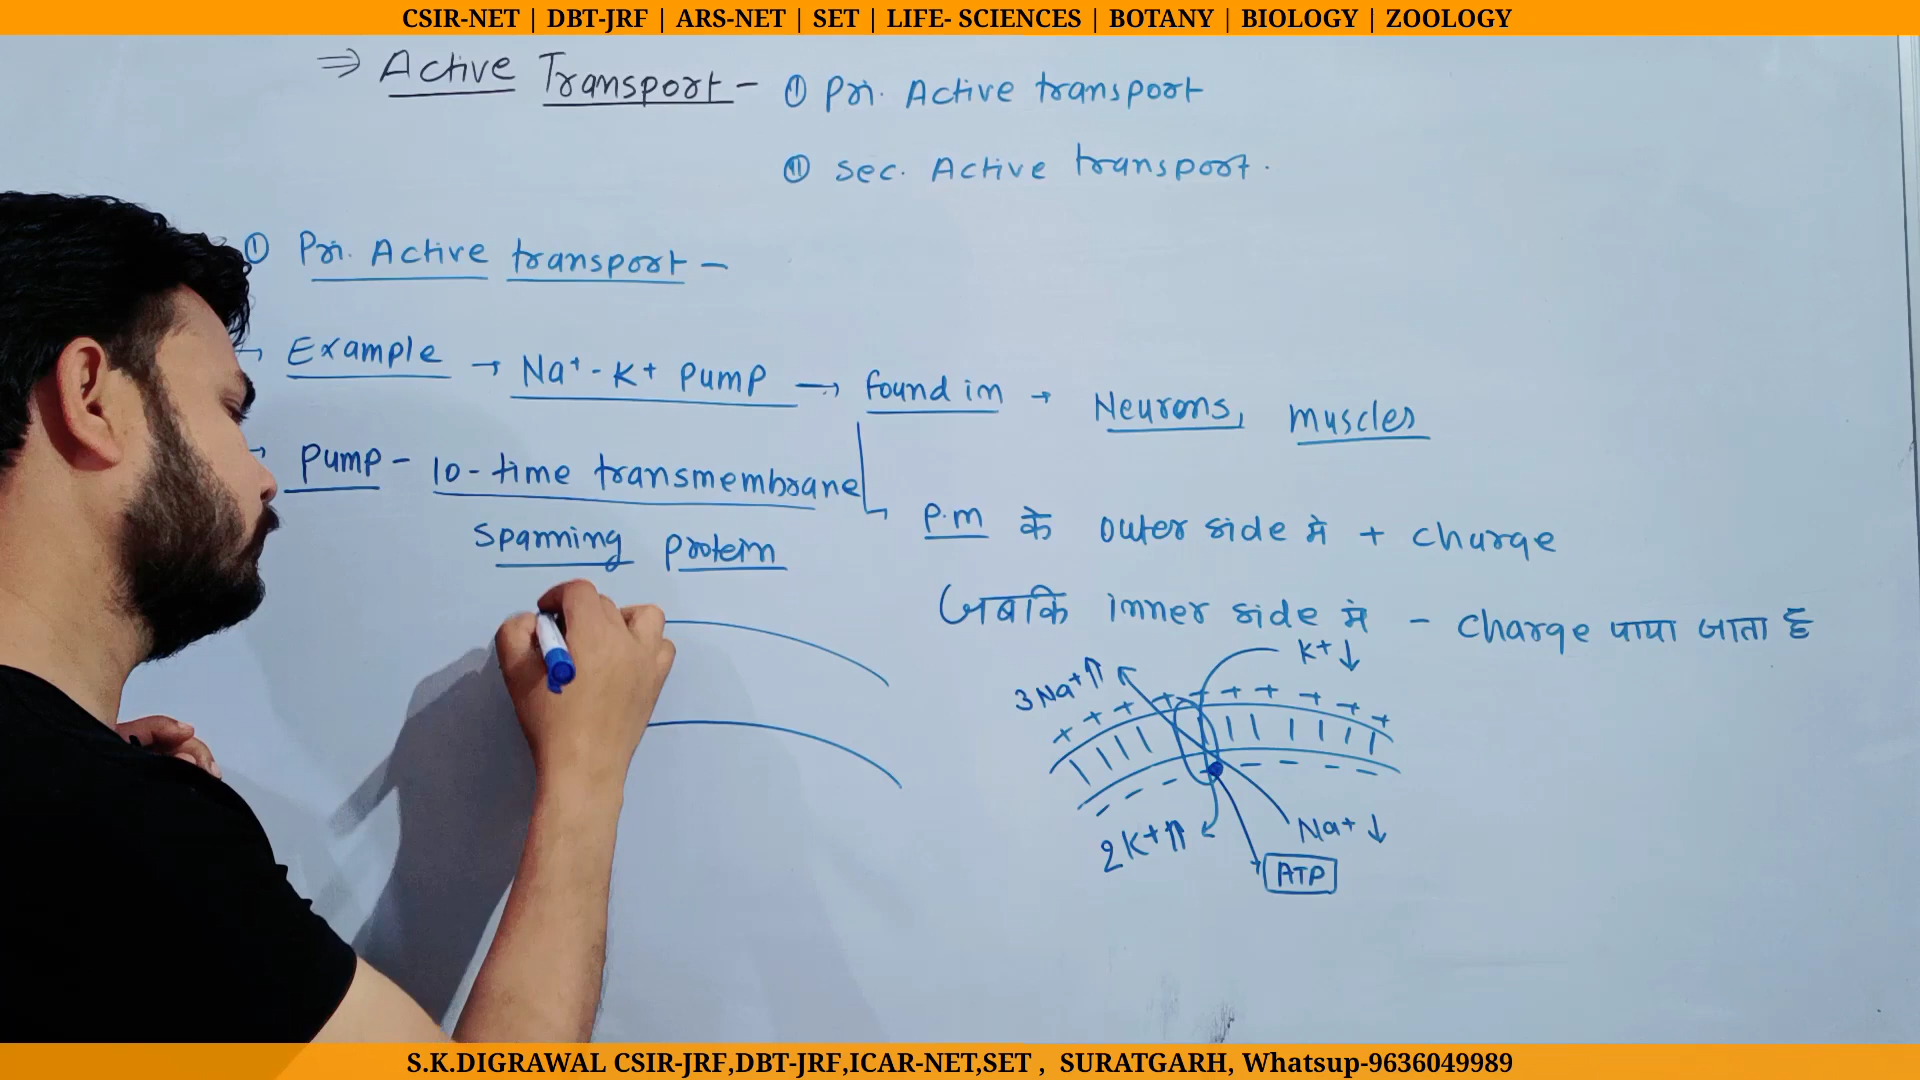 CSIR-NET | DBT-JRF | ARS-NET | SET | LIFE- SCIENCES | BOTANY | BIOLOGY | ZOOLOGY
⇒ Active Transport - ① Pri. Active transport
⑪ Sec. Active transport.
① Pri. Active transport -
→ Example → Na+ - K+ Pump → found in → Neurons, muscles
→ Pump - 10-time transmembrane
spanning protein
P.m के outer side मे + charge
जबकि inner side मे - charge पाया जाता है
K+↓
3Na+⇑
+ + + + + + + + + +
- - - - - - - -
2K+⇑
Na+ ↓
ATP
S.K.DIGRAWAL CSIR-JRF,DBT-JRF,ICAR-NET,SET , SURATGARH, Whatsup-9636049989